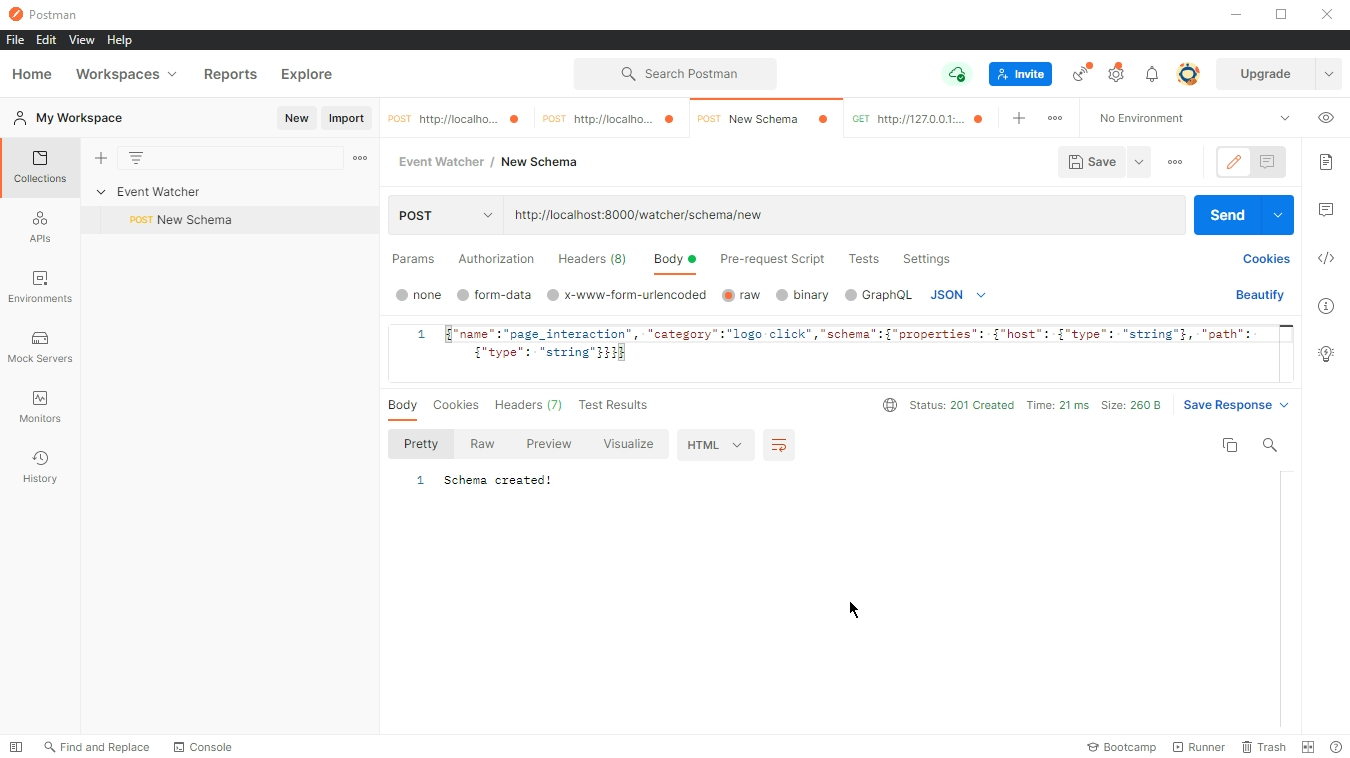 Postman
File Edit View Help
Home Workspaces Reports Explore Search Postman Invite Upgrade
My Workspace New Import
POST http://localho... POST http://localho... POST New Schema GET http://127.0.0.1:... No Environment
Collections
APIs
Environments
Mock Servers
Monitors
History
Event Watcher
POST New Schema
Event Watcher / New Schema Save
POST http://localhost:8000/watcher/schema/new Send
Params Authorization Headers (8) Body Pre-request Script Tests Settings Cookies
none form-data x-www-form-urlencoded raw binary GraphQL JSON Beautify
1 {"name":"page_interaction", "category":"logo click","schema":{"properties": {"host": {"type": "string"}, "path":
{"type": "string"}}}}
Body Cookies Headers (7) Test Results Status: 201 Created Time: 21 ms Size: 260 B Save Response
Pretty Raw Preview Visualize HTML
1 Schema created!
Find and Replace Console Bootcamp Runner Trash